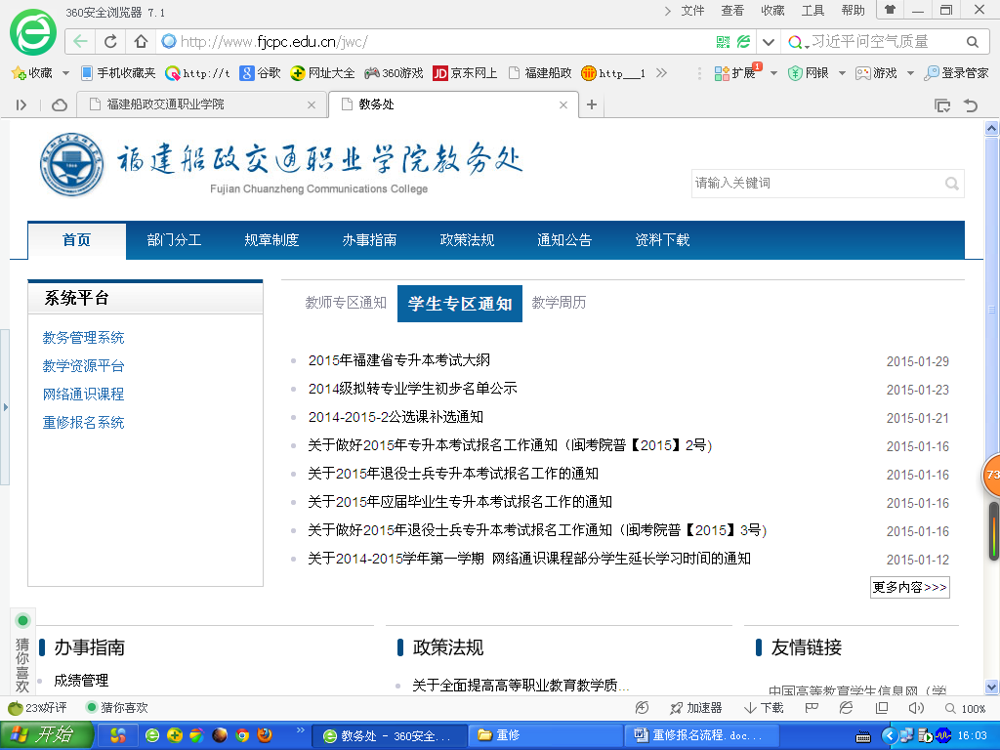 360安全浏览器 7.1
文件 查看 收藏 工具 帮助
http://www.fjcpc.edu.cn/jwc/
习近平问空气质量
收藏 手机收藏夹 http://t 谷歌 网址大全 360游戏 京东网上 福建船政 http___1 扩展 1 网银 游戏 登录管家
福建船政交通职业学院 教务处
福建船政交通职业学院教务处
Fujian Chuanzheng Communications College
请输入关键词
首页 部门分工 规章制度 办事指南 政策法规 通知公告 资料下载
系统平台
教务管理系统
教学资源平台
网络通识课程
重修报名系统
教师专区通知 学生专区通知 教学周历
2015年福建省专升本考试大纲 2015-01-29
2014级拟转专业学生初步名单公示 2015-01-23
2014-2015-2公选课补选通知 2015-01-21
关于做好2015年专升本考试报名工作通知（闽考院普【2015】2号) 2015-01-16
关于2015年退役士兵专升本考试报名工作的通知 2015-01-16
关于2015年应届毕业生专升本考试报名工作的通知 2015-01-16
关于做好2015年退役士兵专升本考试报名工作通知（闽考院普【2015】3号) 2015-01-16
关于2014-2015学年第一学期 网络通识课程部分学生延长学习时间的通知 2015-01-12
更多内容>>>
73
猜你喜欢
办事指南 政策法规 友情链接
成绩管理
关于全面提高高等职业教育教学质...
中国高等教育学生信息网（学
23%好评 猜你喜欢 加速器 下载 100%
开始 教务处 - 360安全... 重修 重修报名流程.doc... 16:03